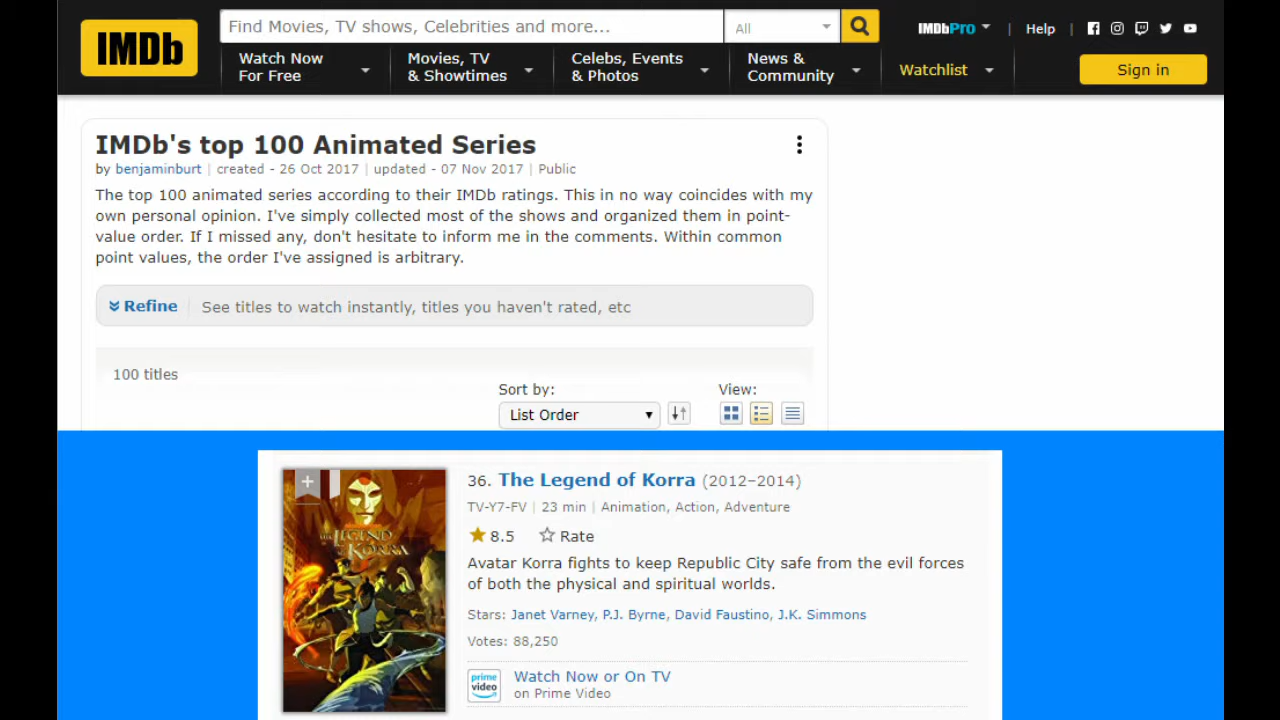 IMDb
Find Movies, TV shows, Celebrities and more...
All
IMDbPro
Help
Watch Now
For Free
Movies, TV
& Showtimes
Celebs, Events
& Photos
News &
Community
Watchlist
Sign in
IMDb's top 100 Animated Series
by benjaminburt | created - 26 Oct 2017 | updated - 07 Nov 2017 | Public
The top 100 animated series according to their IMDb ratings. This in no way coincides with my
own personal opinion. I've simply collected most of the shows and organized them in point-
value order. If I missed any, don't hesitate to inform me in the comments. Within common
point values, the order I've assigned is arbitrary.
Refine
See titles to watch instantly, titles you haven't rated, etc
100 titles
Sort by:
View:
List Order
THE LEGEND OF KORRA
36. The Legend of Korra (2012–2014)
TV-Y7-FV | 23 min | Animation, Action, Adventure
8.5
Rate
Avatar Korra fights to keep Republic City safe from the evil forces
of both the physical and spiritual worlds.
Stars: Janet Varney, P.J. Byrne, David Faustino, J.K. Simmons
Votes: 88,250
prime
video
Watch Now or On TV
on Prime Video